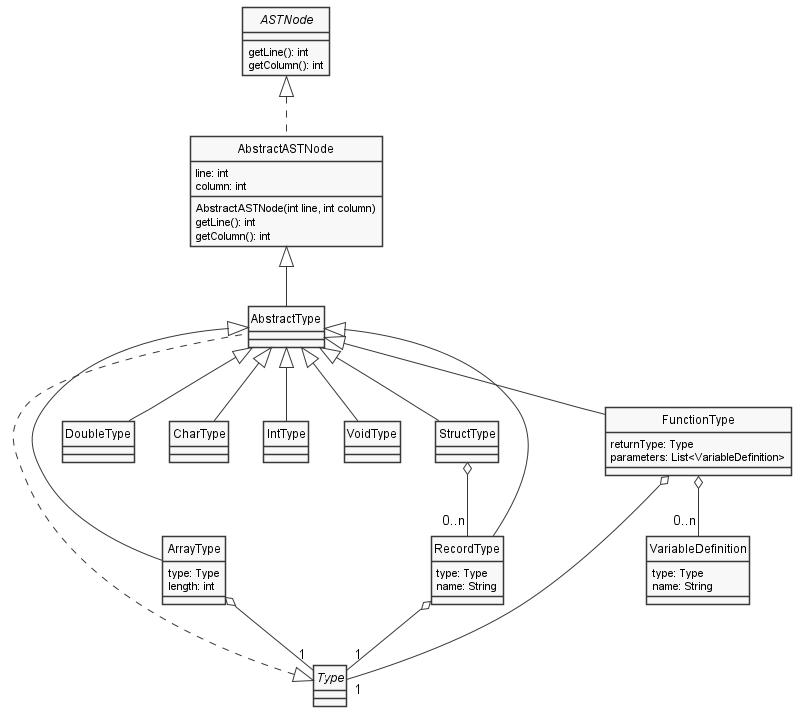 ASTNode
getLine(): int
getColumn(): int
AbstractASTNode
line: int
column: int
AbstractASTNode(int line, int column)
getLine(): int
getColumn(): int
AbstractType
DoubleType
CharType
IntType
VoidType
StructType
FunctionType
returnType: Type
parameters: List<VariableDefinition>
0..n
0..n
ArrayType
type: Type
length: int
RecordType
type: Type
name: String
VariableDefinition
type: Type
name: String
1
1
Type
1